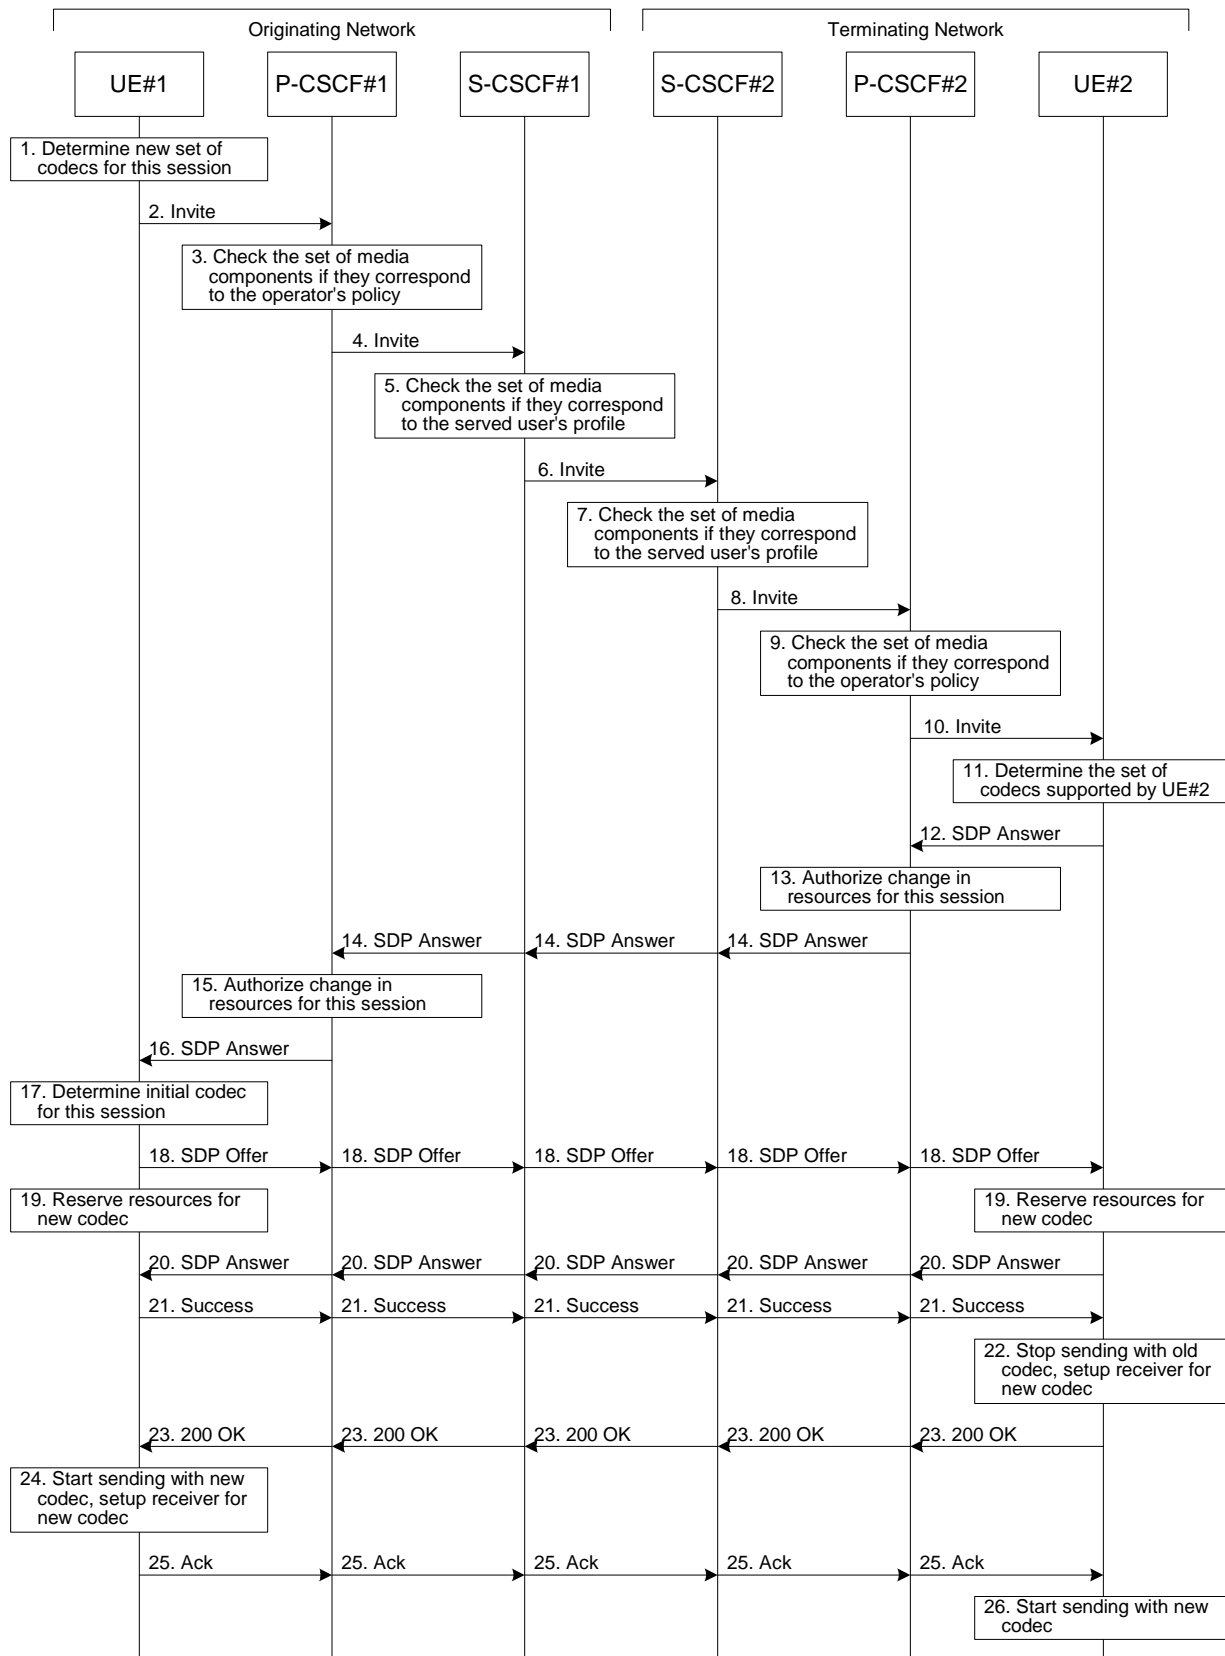 Originating Network
Terminating Network
UE#1
P-CSCF#1
S-CSCF#1
S-CSCF#2
P-CSCF#2
UE#2
1. Determine new set of
codecs for this session
2. Invite
3. Check the set of media
components if they correspond
to the operator's policy
4. Invite
5. Check the set of media
components if they correspond
to the served user's profile
6. Invite
7. Check the set of media
components if they correspond
to the served user's profile
8. Invite
9. Check the set of media
components if they correspond
to the operator's policy
10. Invite
11. Determine the set of
codecs supported by UE#2
12. SDP Answer
13. Authorize change in
resources for this session
14. SDP Answer
14. SDP Answer
14. SDP Answer
15. Authorize change in
resources for this session
16. SDP Answer
17. Determine initial codec
for this session
18. SDP Offer
18. SDP Offer
18. SDP Offer
18. SDP Offer
18. SDP Offer
19. Reserve resources for
new codec
19. Reserve resources for
new codec
20. SDP Answer
20. SDP Answer
20. SDP Answer
20. SDP Answer
20. SDP Answer
21. Success
21. Success
21. Success
21. Success
21. Success
22. Stop sending with old
codec, setup receiver for
new codec
23. 200 OK
23. 200 OK
23. 200 OK
23. 200 OK
23. 200 OK
24. Start sending with new
codec, setup receiver for
new codec
25. Ack
25. Ack
25. Ack
25. Ack
25. Ack
26. Start sending with new
codec